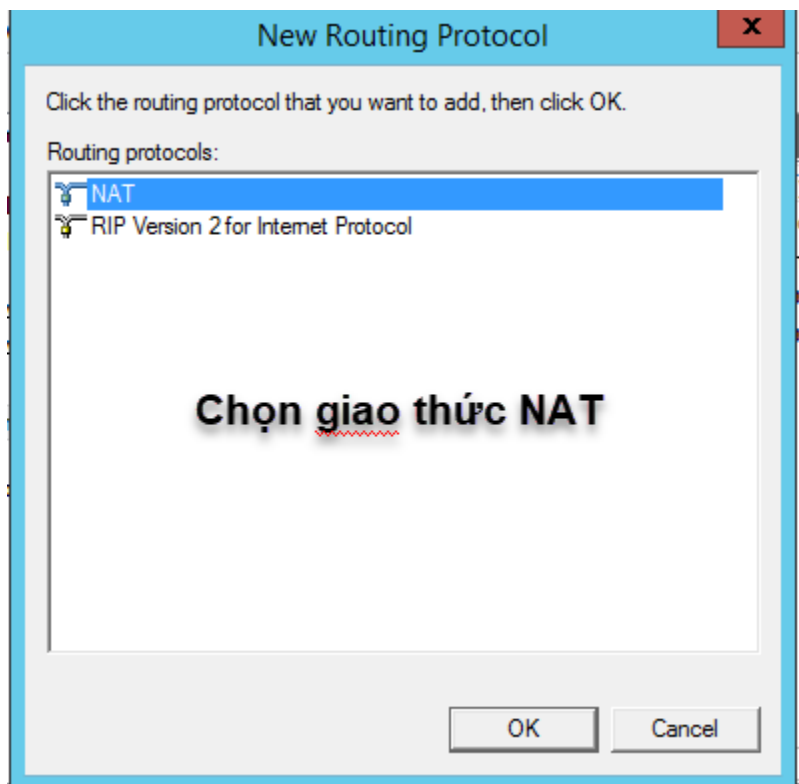 New Routing Protocol
x
Click the routing protocol that you want to add, then click OK.
Routing protocols:
NAT
RIP Version 2 for Internet Protocol
Chọn giao thức NAT
OK
Cancel